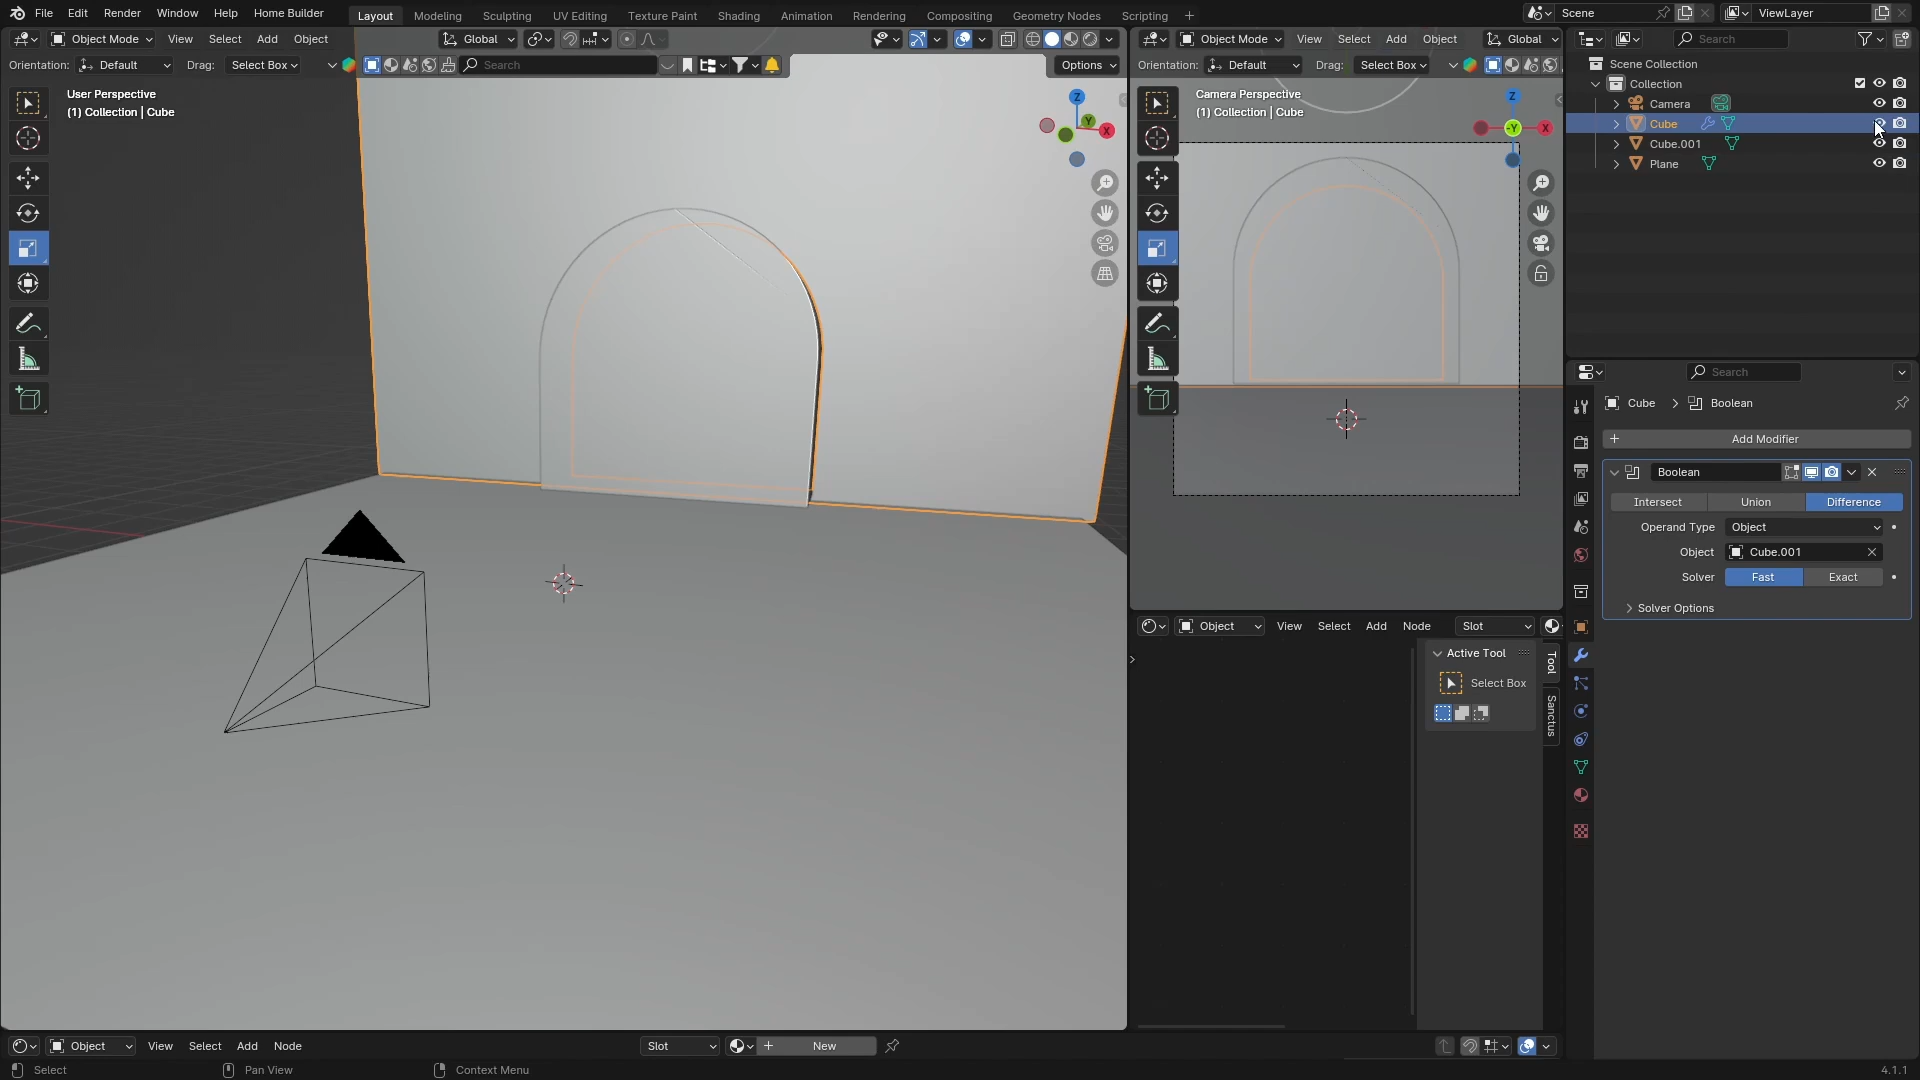 File Edit Render Window Help Home Builder Layout Modeling Sculpting UV Editing Texture Paint Shading Animation Rendering Compositing Geometry Nodes Scripting + Scene ViewLayer
Object Mode View Select Add Object Global Object Mode View Select Add Object Global Search
Orientation: Default Drag: Select Box Search Options Orientation: Default Drag: Select Box
Scene Collection
Collection
Camera
Cube
Cube.001
Plane
User Perspective
(1) Collection | Cube
Z
Y
X
Camera Perspective
(1) Collection | Cube
Z
-Y
X
Search
Cube > Boolean
+ Add Modifier
Boolean
Intersect Union Difference
Operand Type Object
Object Cube.001
Solver Fast Exact
Solver Options
Object View Select Add Node Slot
Active Tool
Select Box
Tool
Sanctus
Object View Select Add Node Slot + New
Select Pan View Context Menu 4.1.1